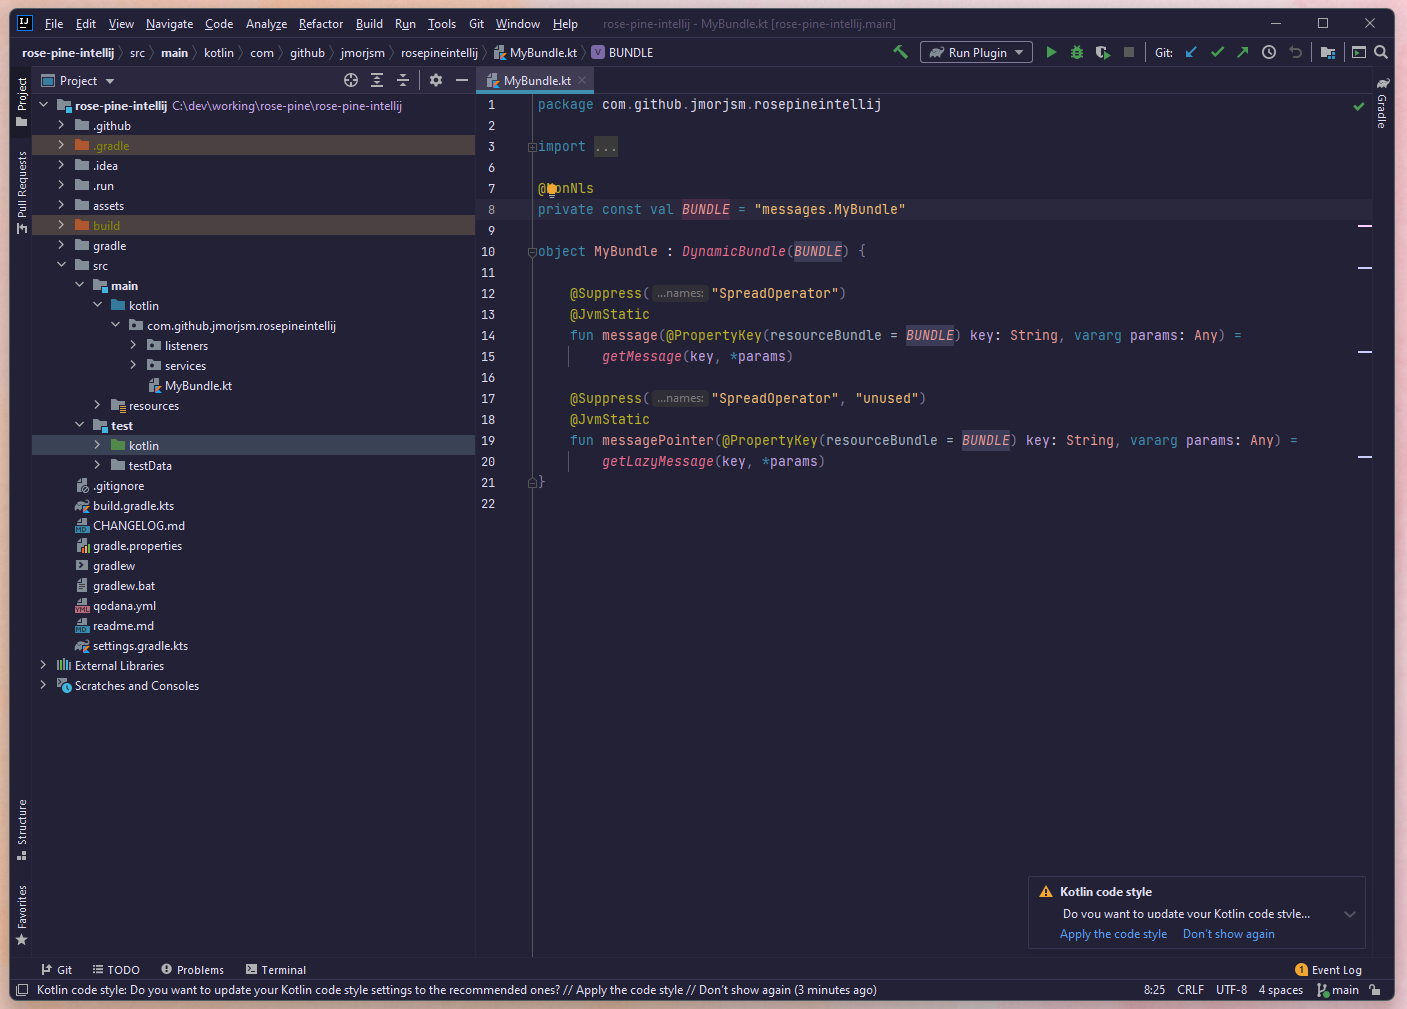 IJ File Edit View Navigate Code Analyze Refactor Build Run Tools Git Window Help rose-pine-intellij - MyBundle.kt [rose-pine-intellij.main]
rose-pine-intellij src main kotlin com github jmorjsm rosepineintellij MyBundle.kt V BUNDLE Run Plugin Git:
Project
Pull Requests
Structure
Favorites
Project
rose-pine-intellij C:\dev\working\rose-pine\rose-pine-intellij
.github
.gradle
.idea
.run
assets
build
gradle
src
main
kotlin
com.github.jmorjsm.rosepineintellij
listeners
services
MyBundle.kt
resources
test
kotlin
testData
.gitignore
build.gradle.kts
MD CHANGELOG.md
gradle.properties
gradlew
gradlew.bat
YML qodana.yml
MD readme.md
settings.gradle.kts
External Libraries
Scratches and Consoles
MyBundle.kt
1 package com.github.jmorjsm.rosepineintellij
2
3 import ...
6
7 @NonNls
8 private const val BUNDLE = "messages.MyBundle"
9
10 object MyBundle : DynamicBundle(BUNDLE) {
11
12 @Suppress( ...names: "SpreadOperator")
13 @JvmStatic
14 fun message(@PropertyKey(resourceBundle = BUNDLE) key: String, vararg params: Any) =
15 getMessage(key, *params)
16
17 @Suppress( ...names: "SpreadOperator", "unused")
18 @JvmStatic
19 fun messagePointer(@PropertyKey(resourceBundle = BUNDLE) key: String, vararg params: Any) =
20 getLazyMessage(key, *params)
21 }
22
Gradle
Kotlin code style
Do you want to update your Kotlin code style...
Apply the code style Don't show again
Git TODO Problems Terminal 1 Event Log
Kotlin code style: Do you want to update your Kotlin code style settings to the recommended ones? // Apply the code style // Don't show again (3 minutes ago) 8:25 CRLF UTF-8 4 spaces main